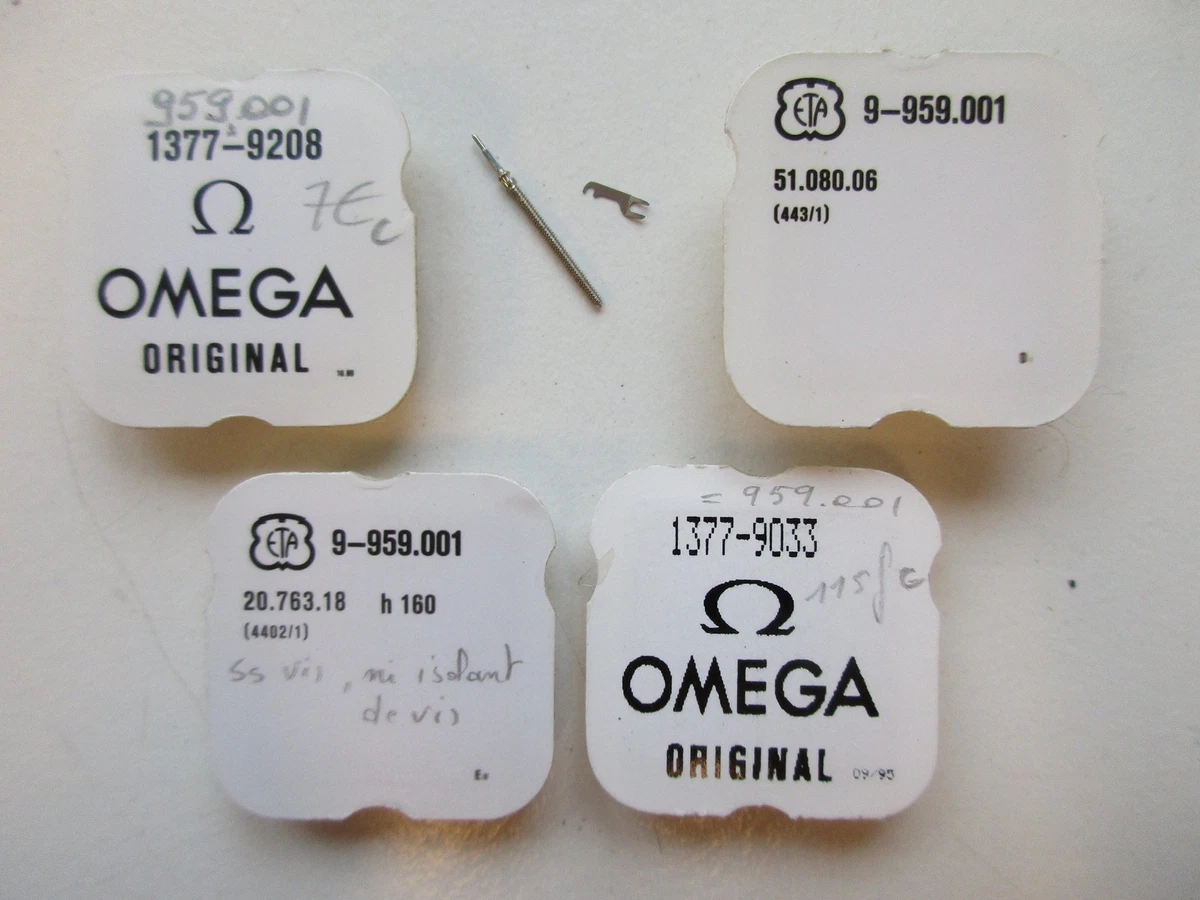 959.001
1377-9208
Ω
7€
OMEGA
ORIGINAL
ETA 9-959.001
51.080.06
(443/1)
ETA 9-959.001
20.763.18 h 160
(4402/1)
ss vis, ni isolant
de vis
= 959.001
1377-9033
Ω
OMEGA
ORIGINAL 09/95